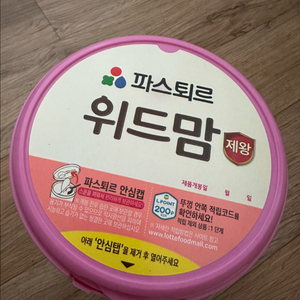 파스퇴르
위드맘
제왕
제품개봉일 월 일
파스퇴르 안심캡
L.POINT
200P
뚜껑 안쪽 적립코드를
확인하세요!
www.lottefoodmall.com
아래 '안심탭'을 제거 후 열어주세요